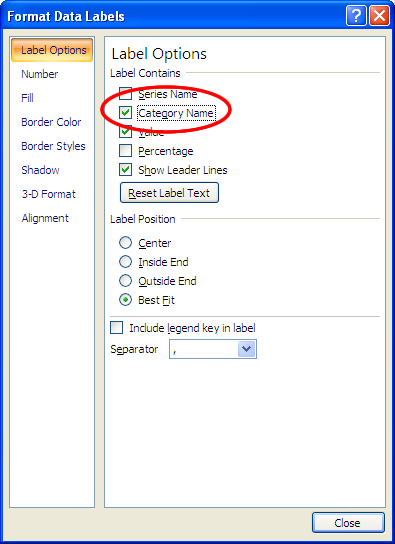 Format Data Labels
Label Options
Number
Fill
Border Color
Border Styles
Shadow
3-D Format
Alignment
Label Options
Label Contains
Series Name
Category Name
Value
Percentage
Show Leader Lines
Reset Label Text
Label Position
Center
Inside End
Outside End
Best Fit
Include legend key in label
Separator ,
Close